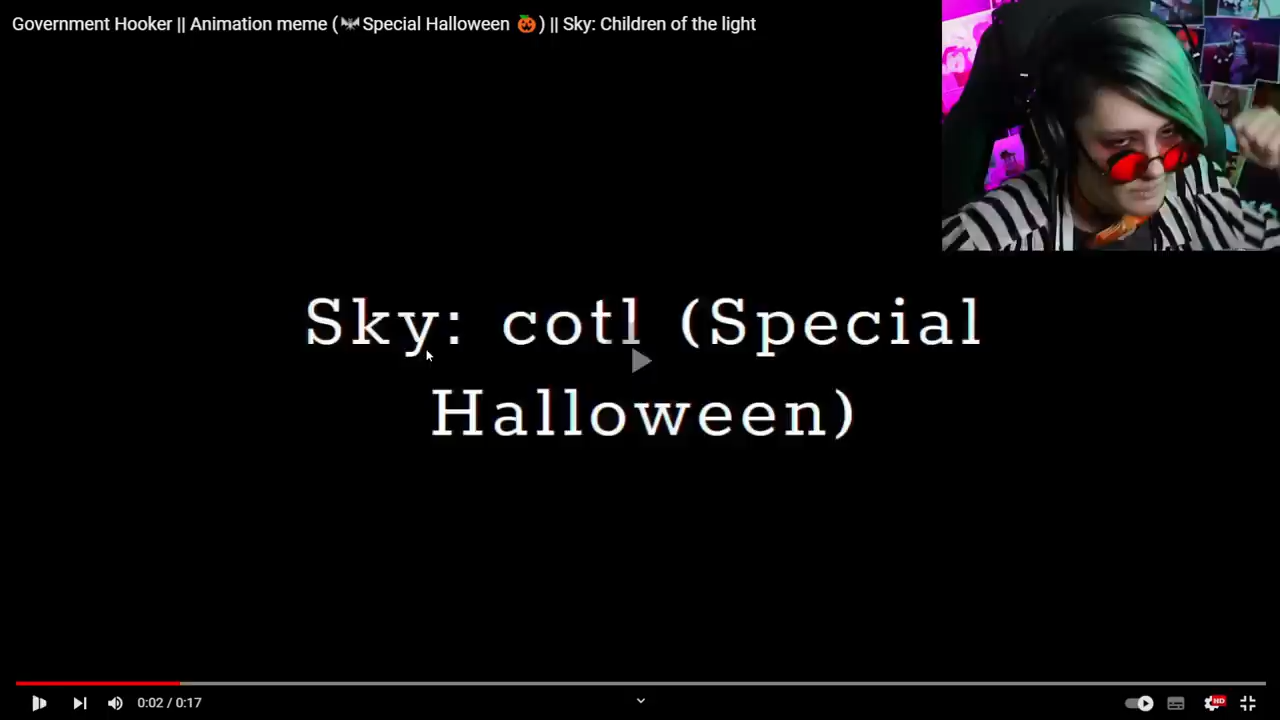 Government Hooker || Animation meme (🦇Special Halloween 🎃) || Sky: Children of the light
Sky: cotl (Special
Halloween)
0:02 / 0:17
HD